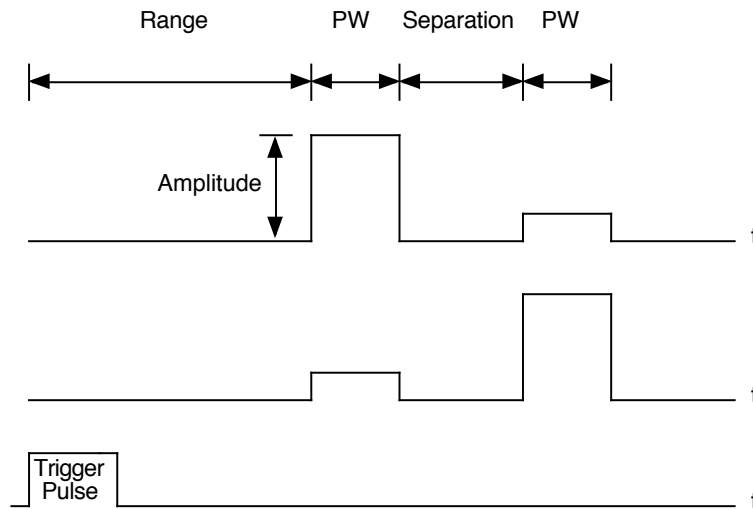 Range PW Separation PW
Amplitude
t
t
Trigger
Pulse
t